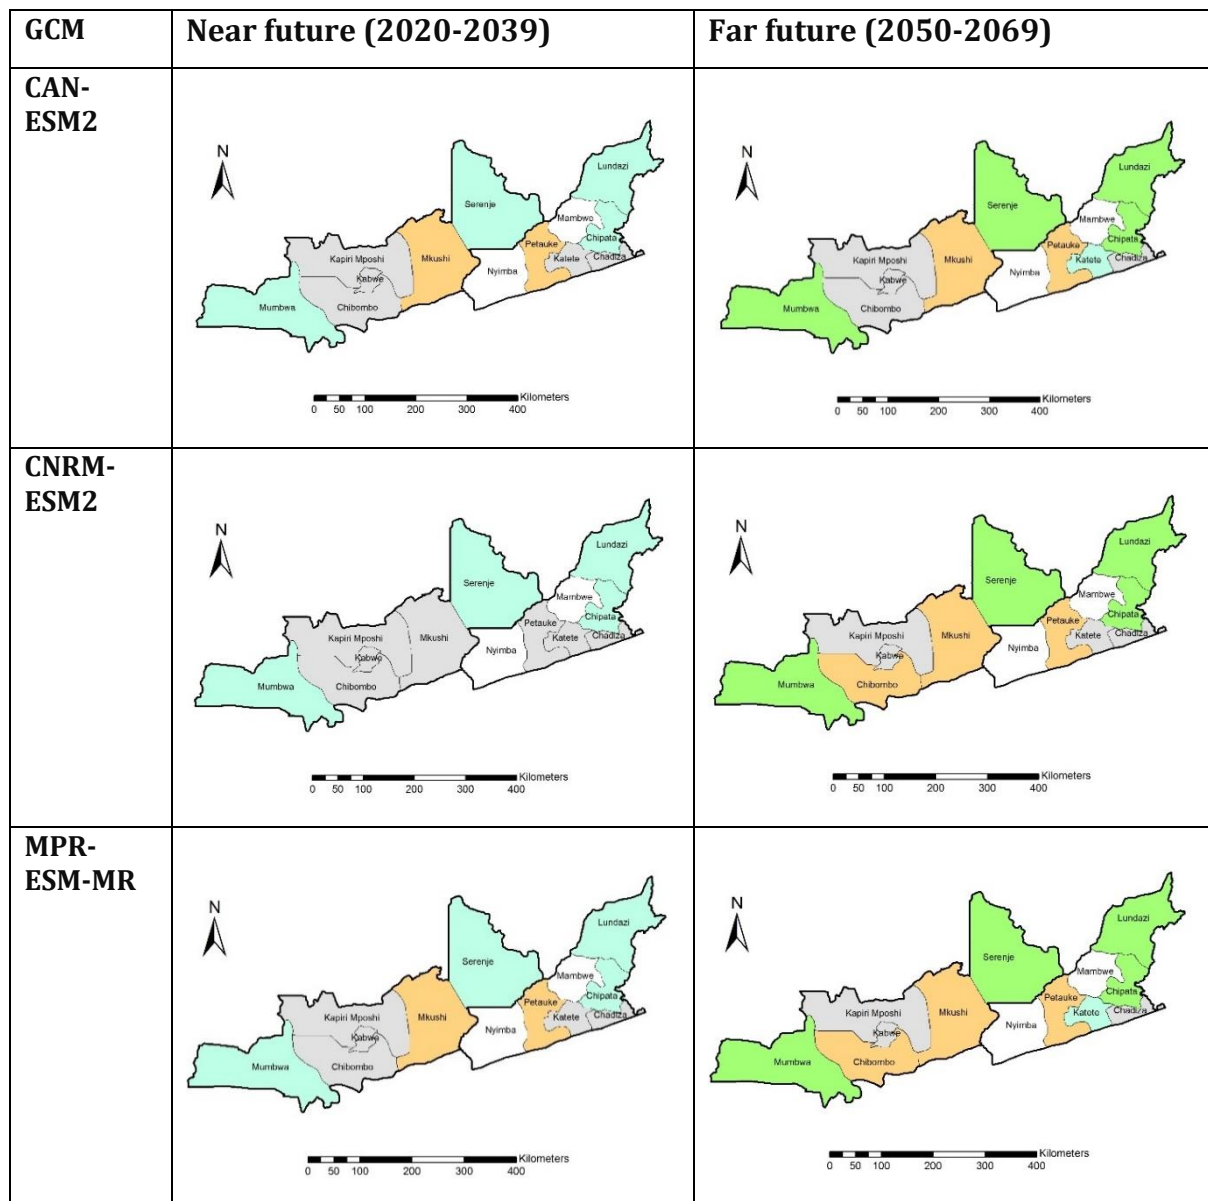 GCM
Near future (2020-2039)
Far future (2050-2069)
CAN-
ESM2
N
Lundazi
Serenje
Mambwo
Chipata
Petauke
Katete
Chadiza
Kapiri Mposhi
Mkushi
Nyimba
Kabwe
Mumbwa
Chibombo
Kilometers
0 50 100 200 300 400
N
Lundazi
Serenje
Mambwe
Chipata
Petauke
Katete
Chadiza
Kapiri Mposhi
Mkushi
Nyimba
Kabwe
Mumbwa
Chibombo
Kilometers
0 50 100 200 300 400
CNRM-
ESM2
N
Lundazi
Serenje
Mambwe
Chipata
Petauke
Katete
Chadiza
Kapiri Mposhi
Mkushi
Nyimba
Kabwe
Mumbwa
Chibombo
Kilometers
0 50 100 200 300 400
N
Lundazi
Serenje
Mambwe
Chipata
Petauke
Katete
Chadiza
Kapiri Mposhi
Mkushi
Nyimba
Kabwe
Mumbwa
Chibombo
Kilometers
0 50 100 200 300 400
MPR-
ESM-MR
N
Lundazi
Serenje
Mambwe
Chipata
Petauke
Katete
Chadiza
Kapiri Mposhi
Mkushi
Nyimba
Kabwe
Mumbwa
Chibombo
Kilometers
0 50 100 200 300 400
N
Lundazi
Serenje
Mambwe
Chipata
Petauke
Katete
Chadiza
Kapiri Mposhi
Mkushi
Nyimba
Kabwe
Mumbwa
Chibombo
Kilometers
0 50 100 200 300 400